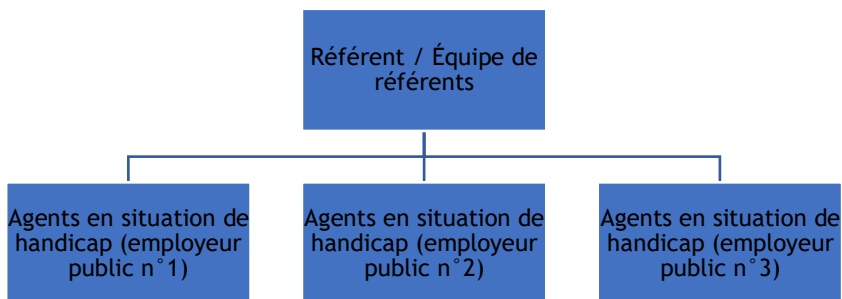 Référent / Équipe de
référents
Agents en situation de
handicap (employeur
public n°1)
Agents en situation de
handicap (employeur
public n°2)
Agents en situation de
handicap (employeur
public n°3)